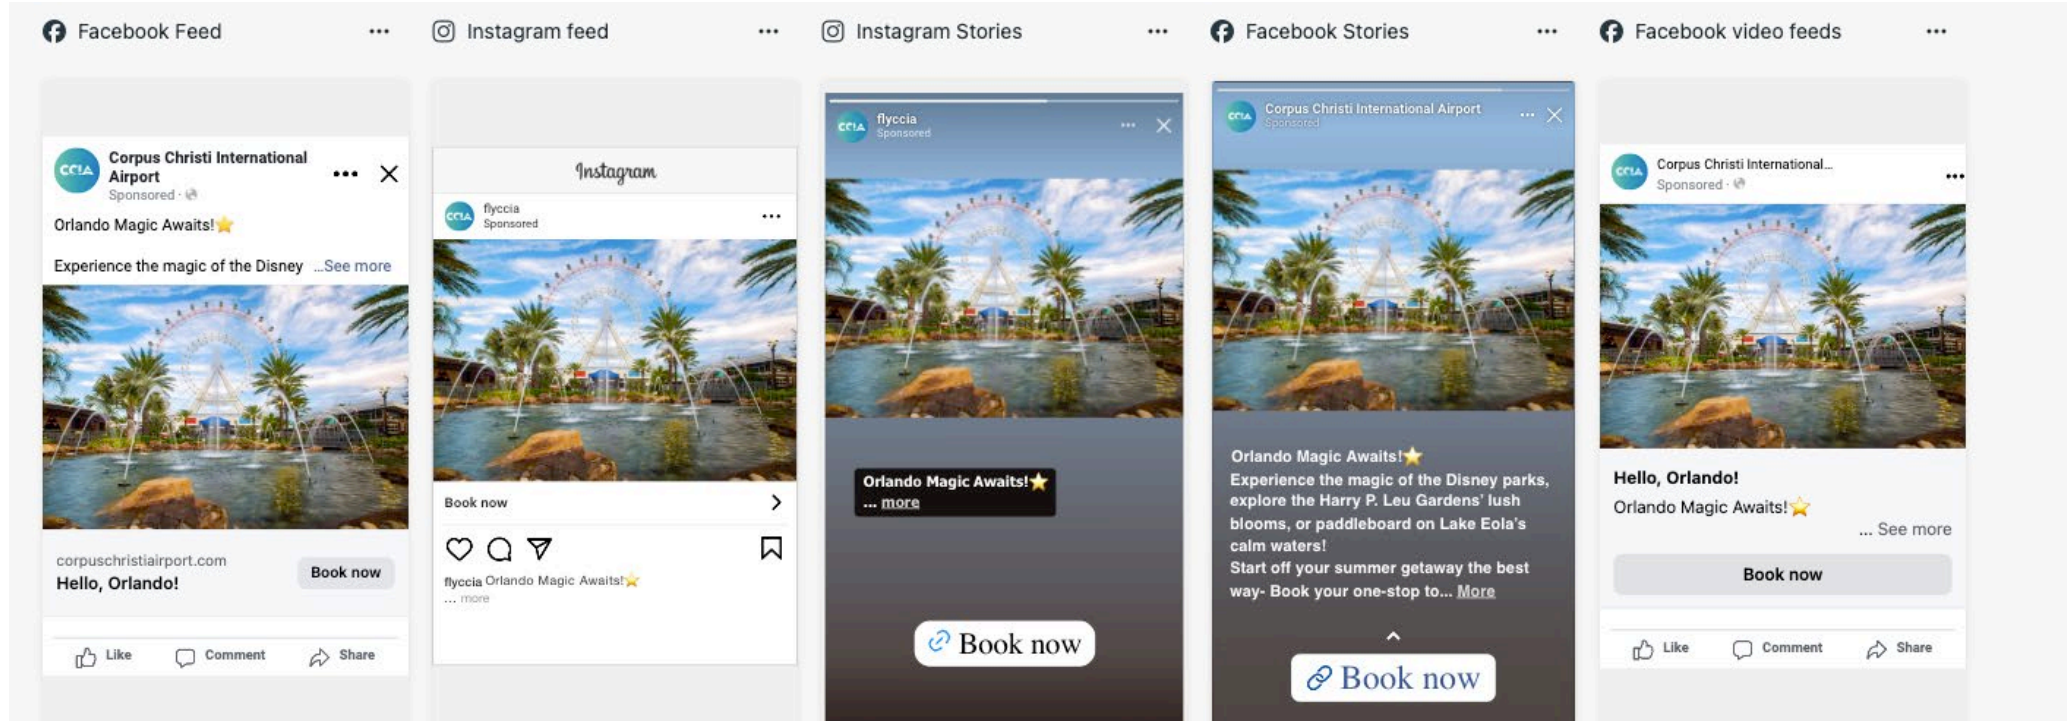 Facebook Feed
Instagram feed
Instagram Stories
Facebook Stories
Facebook video feeds
CCIA
Corpus Christi International
Airport
Sponsored ·
Orlando Magic Awaits!⭐
Experience the magic of the Disney ...See more
corpuschristiairport.com
Hello, Orlando!
Book now
Like
Comment
Share
Instagram
CCIA
flyccia
Sponsored
Book now
flyccia Orlando Magic Awaits!⭐
... more
CCIA
flyccia
Sponsored
Orlando Magic Awaits!⭐
... more
Book now
CCIA
Corpus Christi International Airport
Sponsored
Orlando Magic Awaits!⭐
Experience the magic of the Disney parks,
explore the Harry P. Leu Gardens' lush
blooms, or paddleboard on Lake Eola's
calm waters!
Start off your summer getaway the best
way- Book your one-stop to... More
Book now
CCIA
Corpus Christi International...
Sponsored ·
Hello, Orlando!
Orlando Magic Awaits!⭐
... See more
Book now
Like
Comment
Share